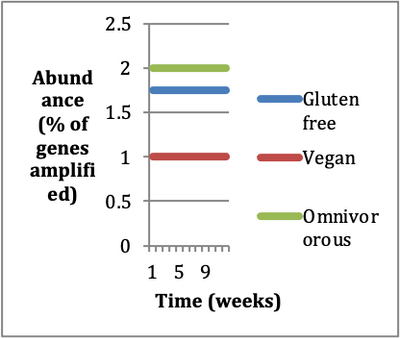 2.5
2
1.5
1
0.5
0
Abund
ance
(% of
genes
amplifi
ed)
1 5 9
Time (weeks)
Gluten
free
Vegan
Omnivor
orous